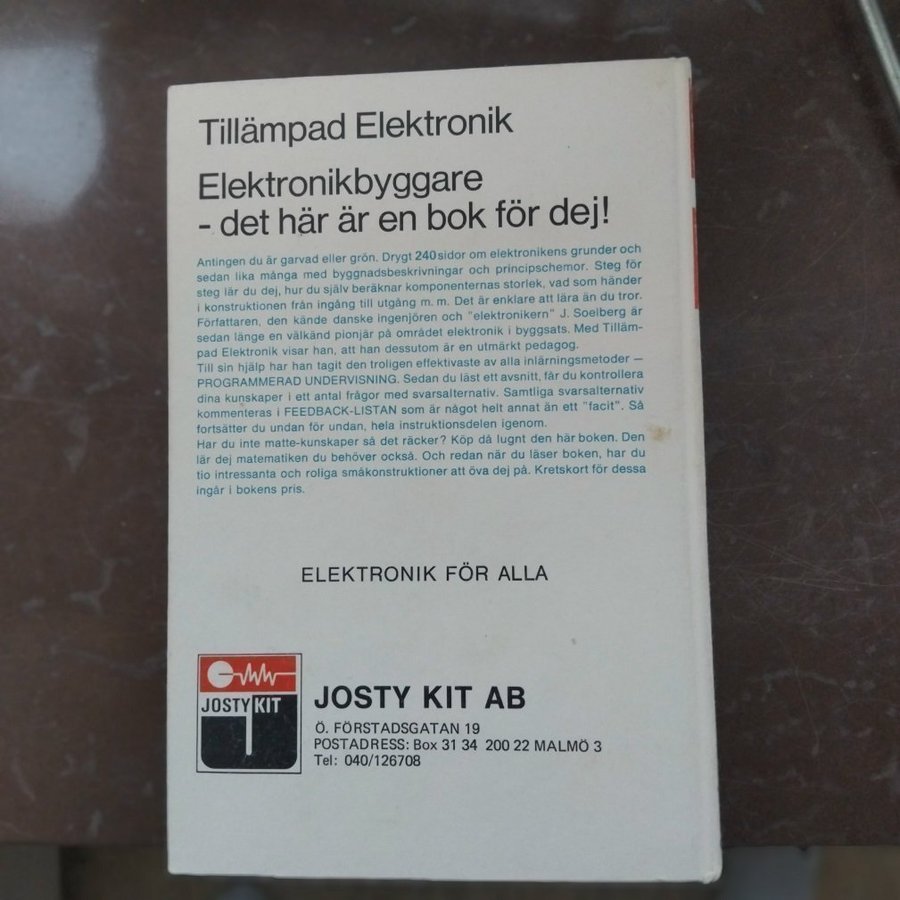 Tillämpad Elektronik
Elektronikbyggare
- det här är en bok för dej!
Antingen du är garvad eller grön. Drygt 240 sidor om elektronikens grunder och
sedan lika många med byggnadsbeskrivningar och principschemor. Steg för
steg lär du dej, hur du själv beräknar komponenternas storlek, vad som händer
i konstruktionen från ingång till utgång m. m. Det är enklare att lära än du tror.
Författaren, den kände danske ingenjören och "elektronikern" J. Soelberg är
sedan länge en välkänd pionjär på området elektronik i byggsats. Med Tilläm-
pad Elektronik visar han, att han dessutom är en utmärkt pedagog.
Till sin hjälp har han tagit den troligen effektivaste av alla inlärningsmetoder —
PROGRAMMERAD UNDERVISNING. Sedan du läst ett avsnitt, får du kontrollera
dina kunskaper i ett antal frågor med svarsalternativ. Samtliga svarsalternativ
kommenteras i FEEDBACK-LISTAN som är något helt annat än ett "facit". Så
fortsätter du undan för undan, hela instruktionsdelen igenom.
Har du inte matte-kunskaper så det räcker? Köp då lugnt den här boken. Den
lär dej matematiken du behöver också. Och redan när du läser boken, har du
tio intressanta och roliga småkonstruktioner att öva dej på. Kretskort för dessa
ingår i bokens pris.
ELEKTRONIK FÖR ALLA
JOSTY KIT
JOSTY KIT AB
Ö. FÖRSTADSGATAN 19
POSTADRESS: Box 31 34 200 22 MALMÖ 3
Tel: 040/126708